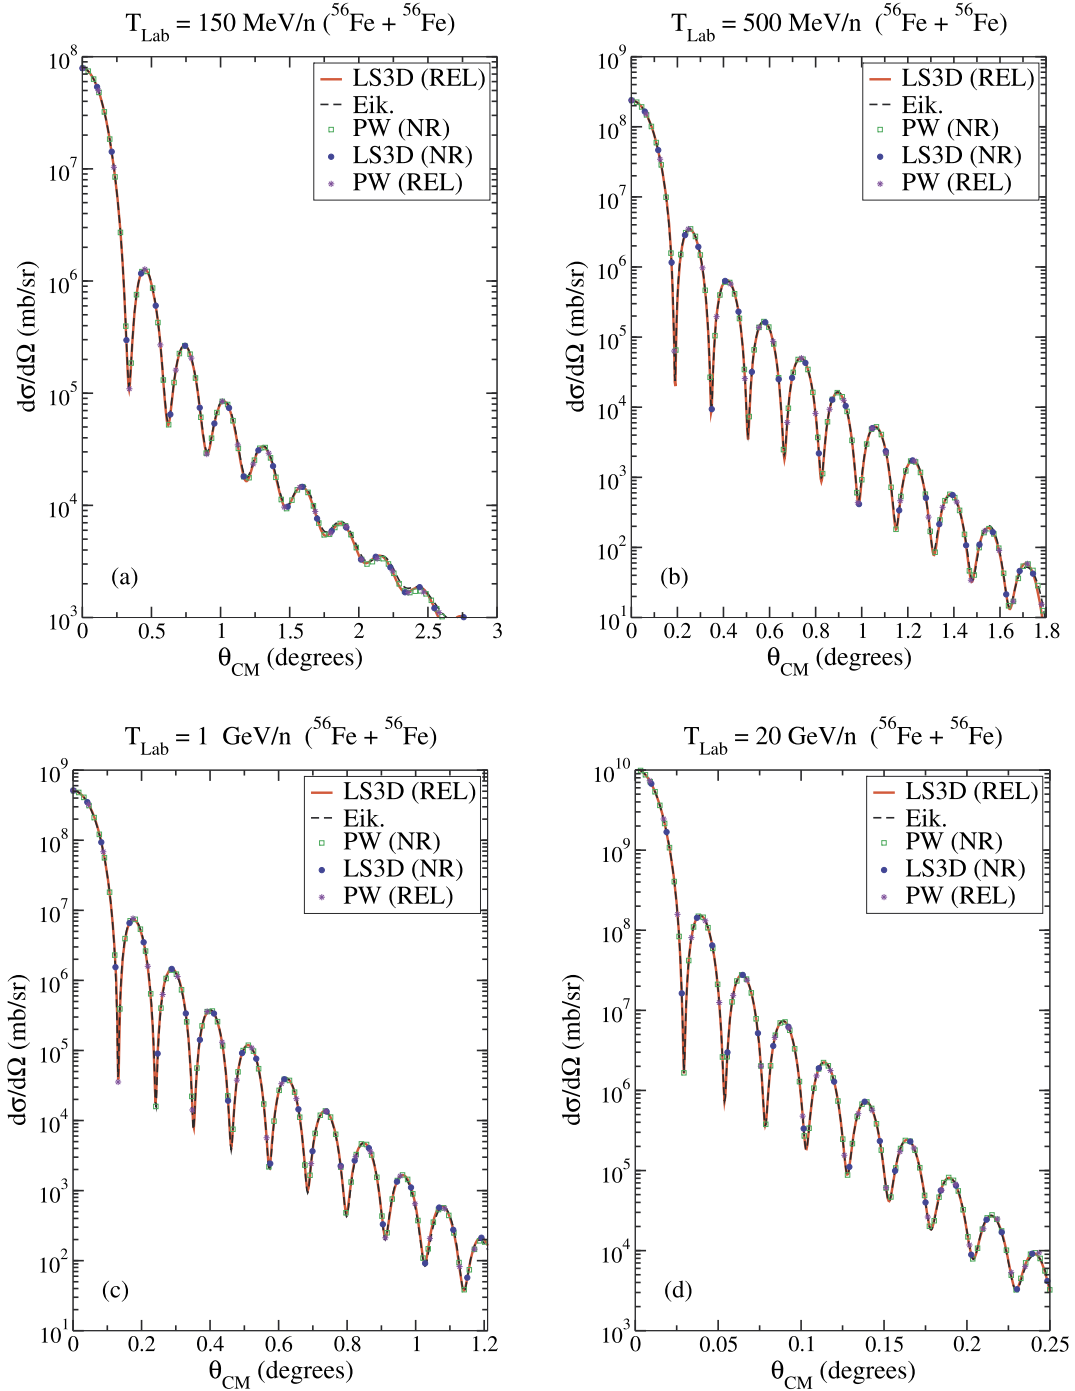 T_Lab = 150 MeV/n (^56Fe + ^56Fe)
10^8
10^7
10^6
10^5
10^4
10^3
dσ/dΩ (mb/sr)
LS3D (REL)
Eik.
PW (NR)
LS3D (NR)
PW (REL)
(a)
0 0.5 1 1.5 2 2.5 3
θ_CM (degrees)
T_Lab = 500 MeV/n (^56Fe + ^56Fe)
10^9
10^8
10^7
10^6
10^5
10^4
10^3
10^2
10^1
dσ/dΩ (mb/sr)
LS3D (REL)
Eik.
PW (NR)
LS3D (NR)
PW (REL)
(b)
0 0.2 0.4 0.6 0.8 1 1.2 1.4 1.6 1.8
θ_CM (degrees)
T_Lab = 1 GeV/n (^56Fe + ^56Fe)
10^9
10^8
10^7
10^6
10^5
10^4
10^3
10^2
10^1
dσ/dΩ (mb/sr)
LS3D (REL)
Eik.
PW (NR)
LS3D (NR)
PW (REL)
(c)
0 0.2 0.4 0.6 0.8 1 1.2
θ_CM (degrees)
T_Lab = 20 GeV/n (^56Fe + ^56Fe)
10^10
10^9
10^8
10^7
10^6
10^5
10^4
10^3
dσ/dΩ (mb/sr)
LS3D (REL)
Eik.
PW (NR)
LS3D (NR)
PW (REL)
(d)
0 0.05 0.1 0.15 0.2 0.25
θ_CM (degrees)